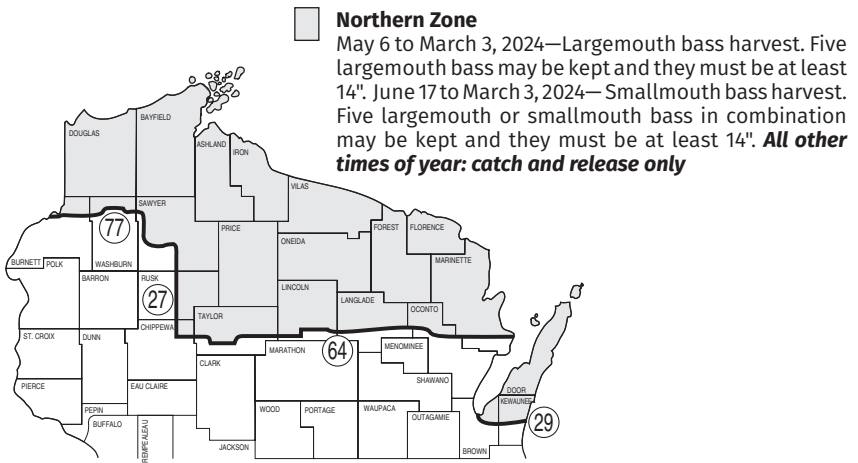 Northern Zone
May 6 to March 3, 2024—Largemouth bass harvest. Five
largemouth bass may be kept and they must be at least
14". June 17 to March 3, 2024— Smallmouth bass harvest.
Five largemouth or smallmouth bass in combination
may be kept and they must be at least 14". All other
times of year: catch and release only
DOUGLAS
BAYFIELD
ASHLAND
IRON
VILAS
SAWYER
PRICE
ONEIDA
FOREST
FLORENCE
MARINETTE
77
BURNETT
POLK
WASHBURN
BARRON
RUSK
27
CHIPPEWA
TAYLOR
LINCOLN
LANGLADE
OCONTO
ST. CROIX
DUNN
CLARK
MARATHON
64
MENOMINEE
SHAWANO
PIERCE
EAU CLAIRE
DOOR
KEWAUNEE
29
PEPIN
BUFFALO
TREMPEALEAU
JACKSON
WOOD
PORTAGE
WAUPACA
OUTAGAMIE
BROWN